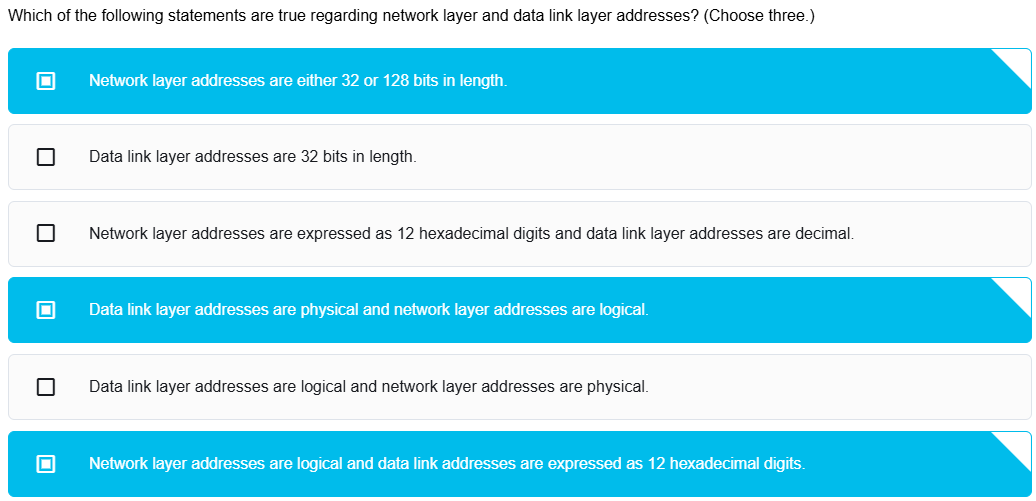 Which of the following statements are true regarding network layer and data link layer addresses? (Choose three.)
Network layer addresses are either 32 or 128 bits in length.
Data link layer addresses are 32 bits in length.
Network layer addresses are expressed as 12 hexadecimal digits and data link layer addresses are decimal.
Data link layer addresses are physical and network layer addresses are logical.
Data link layer addresses are logical and network layer addresses are physical.
Network layer addresses are logical and data link addresses are expressed as 12 hexadecimal digits.